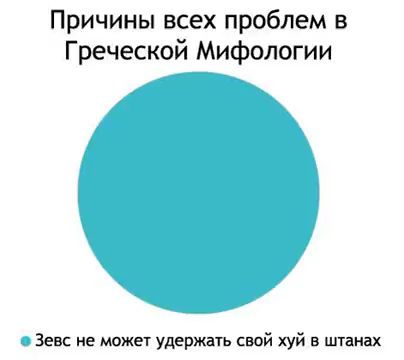 Причины всех проблем в
Греческой Мифологии
Зевс не может удержать свой хуй в штанах